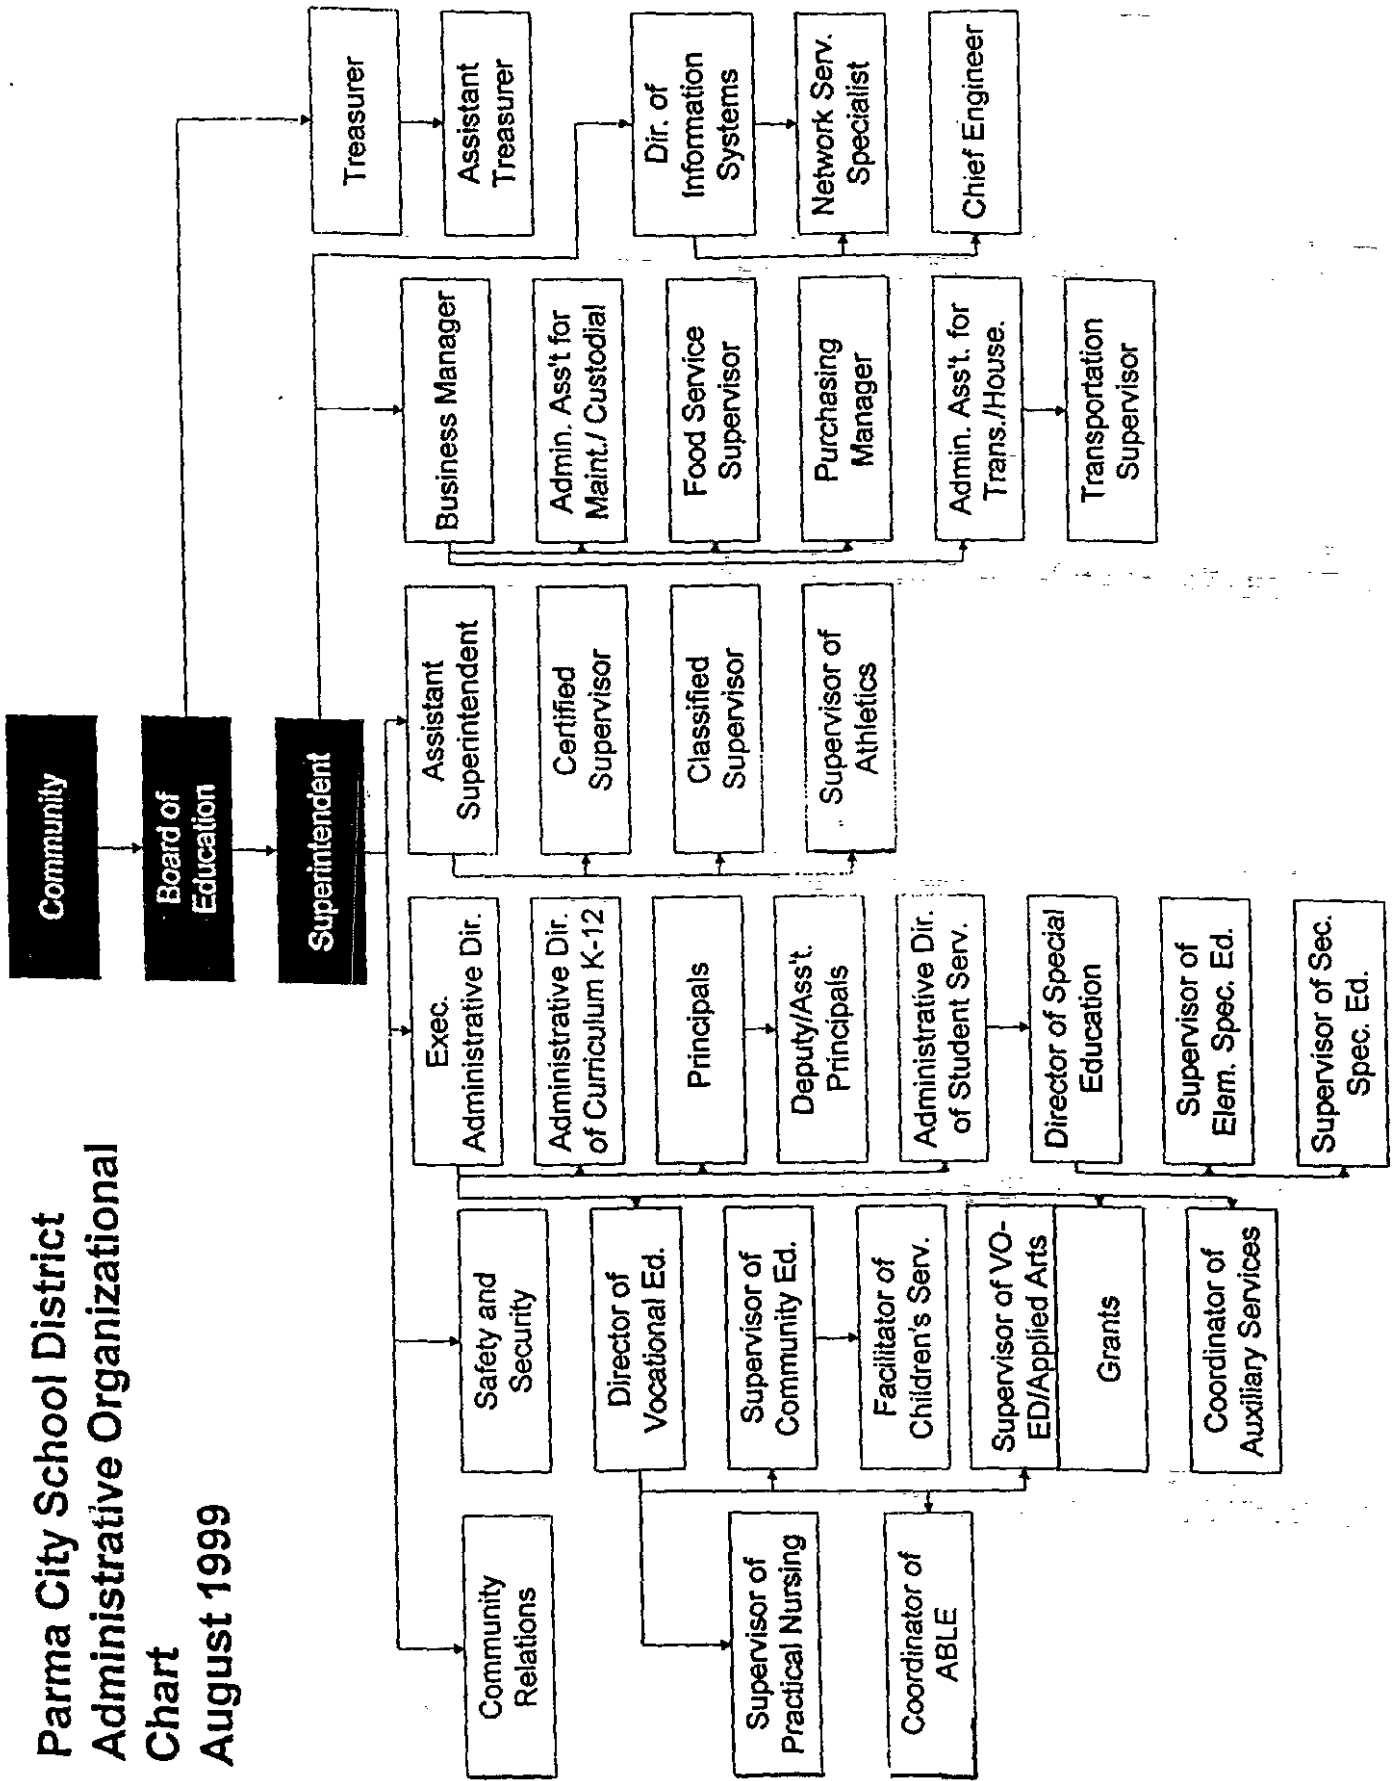 Parma City School District
Administrative Organizational
Chart
August 1999
Community
Board of
Education
Superintendent
Treasurer
Assistant
Treasurer
Community
Relations
Safety and
Security
Exec.
Administrative Dir.
Assistant
Superintendent
Business Manager
Dir. of
Information
Systems
Supervisor of
Practical Nursing
Coordinator of
ABLE
Director of
Vocational Ed.
Supervisor of
Community Ed.
Facilitator of
Children's Serv.
Supervisor of VO-
ED/Applied Arts
Grants
Coordinator of
Auxiliary Services
Administrative Dir.
of Curriculum K-12
Principals
Deputy/Ass't.
Principals
Administrative Dir.
of Student Serv.
Director of Special
Education
Supervisor of
Elem. Spec. Ed.
Supervisor of Sec.
Spec. Ed.
Certified
Supervisor
Classified
Supervisor
Supervisor of
Athletics
Admin. Ass't for
Maint./ Custodial
Food Service
Supervisor
Purchasing
Manager
Admin. Ass't. for
Trans./House.
Transportation
Supervisor
Network Serv.
Specialist
Chief Engineer